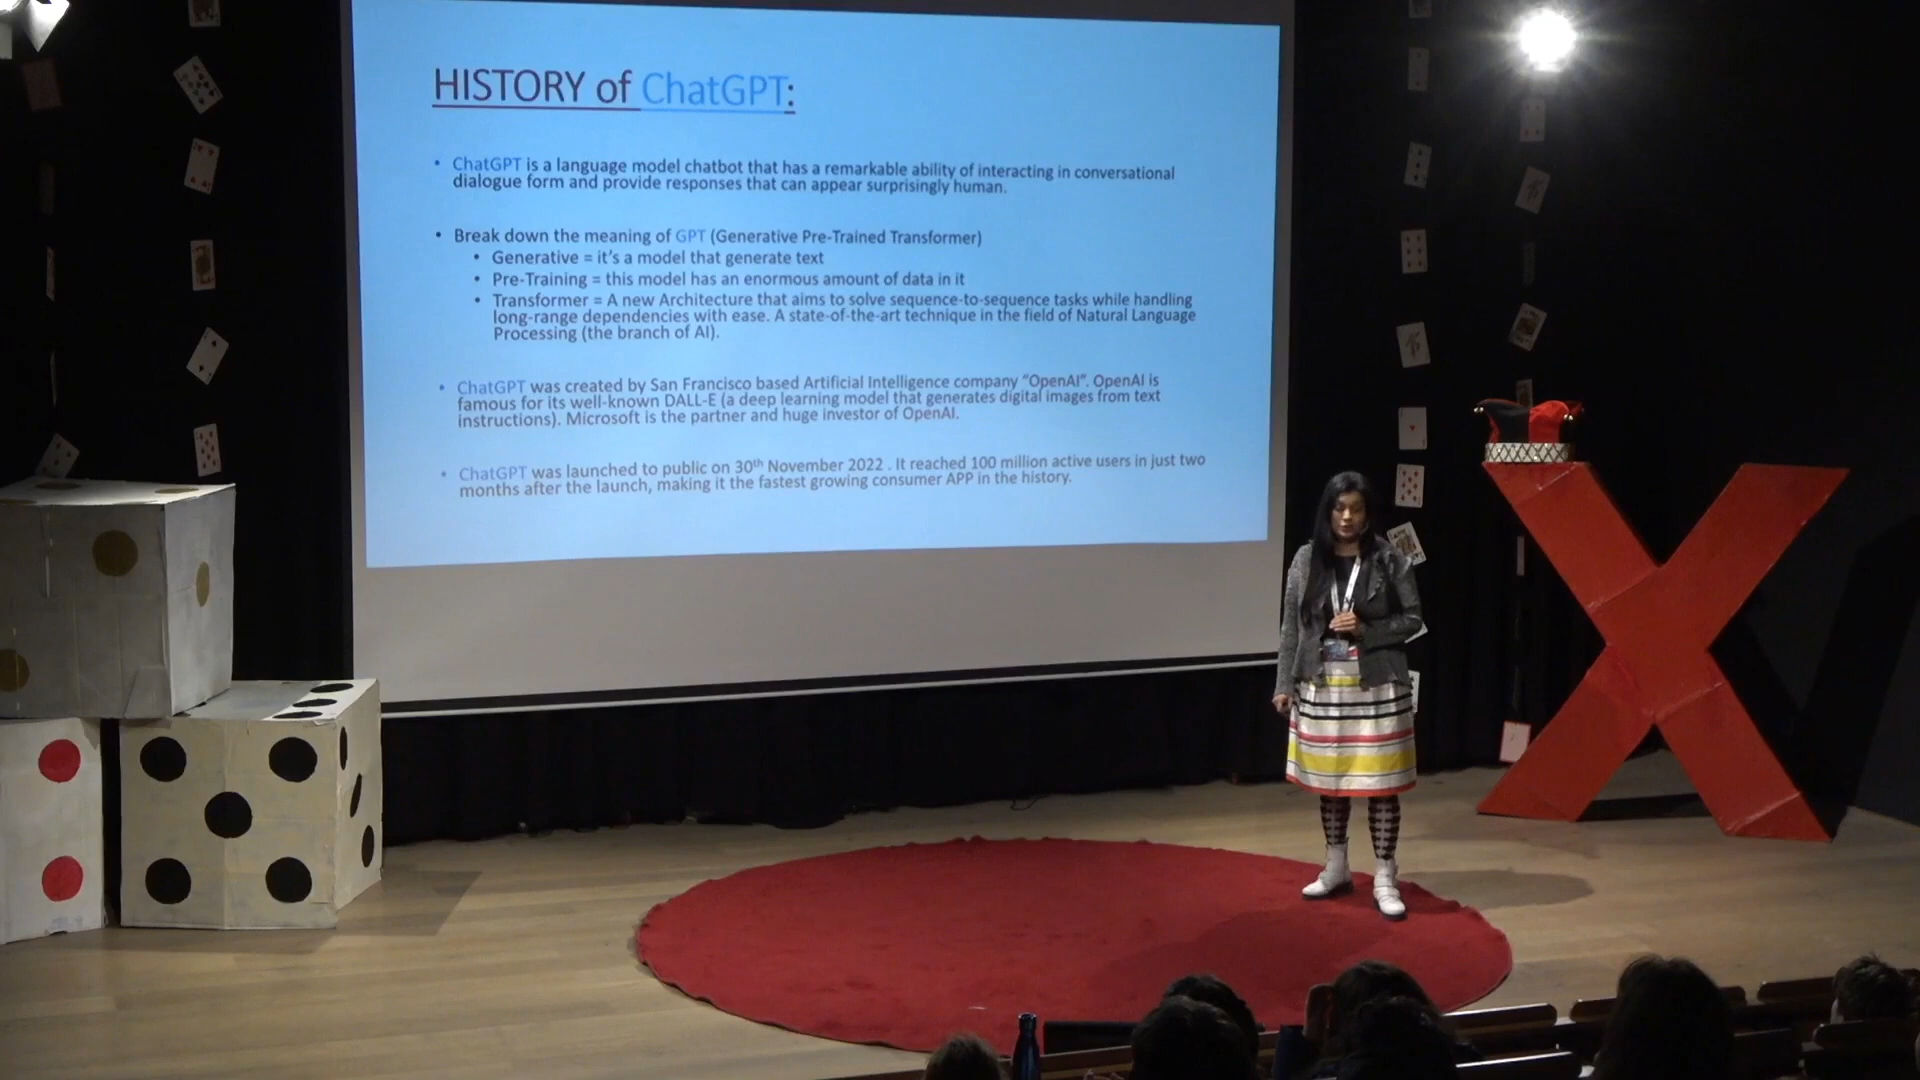 HISTORY of ChatGPT:
• ChatGPT is a language model chatbot that has a remarkable ability of interacting in conversational
dialogue form and provide responses that can appear surprisingly human.
• Break down the meaning of GPT (Generative Pre-Trained Transformer)
• Generative = it's a model that generate text
• Pre-Training = this model has an enormous amount of data in it
• Transformer = A new Architecture that aims to solve sequence-to-sequence tasks while handling
long-range dependencies with ease. A state-of-the-art technique in the field of Natural Language
Processing (the branch of AI).
• ChatGPT was created by San Francisco based Artificial Intelligence company “OpenAI”. OpenAI is
famous for its well-known DALL-E (a deep learning model that generates digital images from text
instructions). Microsoft is the partner and huge investor of OpenAI.
• ChatGPT was launched to public on 30th November 2022 . It reached 100 million active users in just two
months after the launch, making it the fastest growing consumer APP in the history.
X